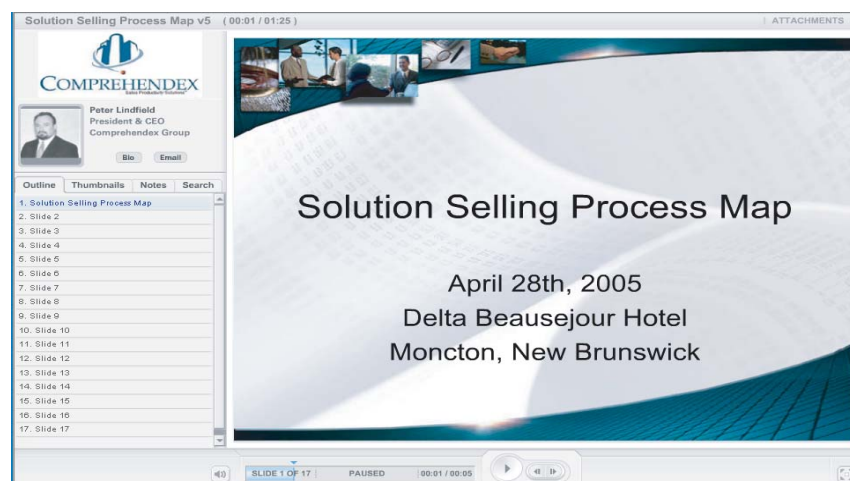 Solution Selling Process Map v5 ( 00:01 / 01:25 )
ATTACHMENTS
COMPREHENDEX
Sales Productivity Solutions
Peter Lindfield
President & CEO
Comprehendex Group
Bio Email
Outline Thumbnails Notes Search
1. Solution Selling Process Map
2. Slide 2
3. Slide 3
4. Slide 4
5. Slide 5
6. Slide 6
7. Slide 7
8. Slide 8
9. Slide 9
10. Slide 10
11. Slide 11
12. Slide 12
13. Slide 13
14. Slide 14
15. Slide 15
16. Slide 16
17. Slide 17
Solution Selling Process Map
April 28th, 2005
Delta Beausejour Hotel
Moncton, New Brunswick
SLIDE 1 OF 17 PAUSED 00:01 / 00:05